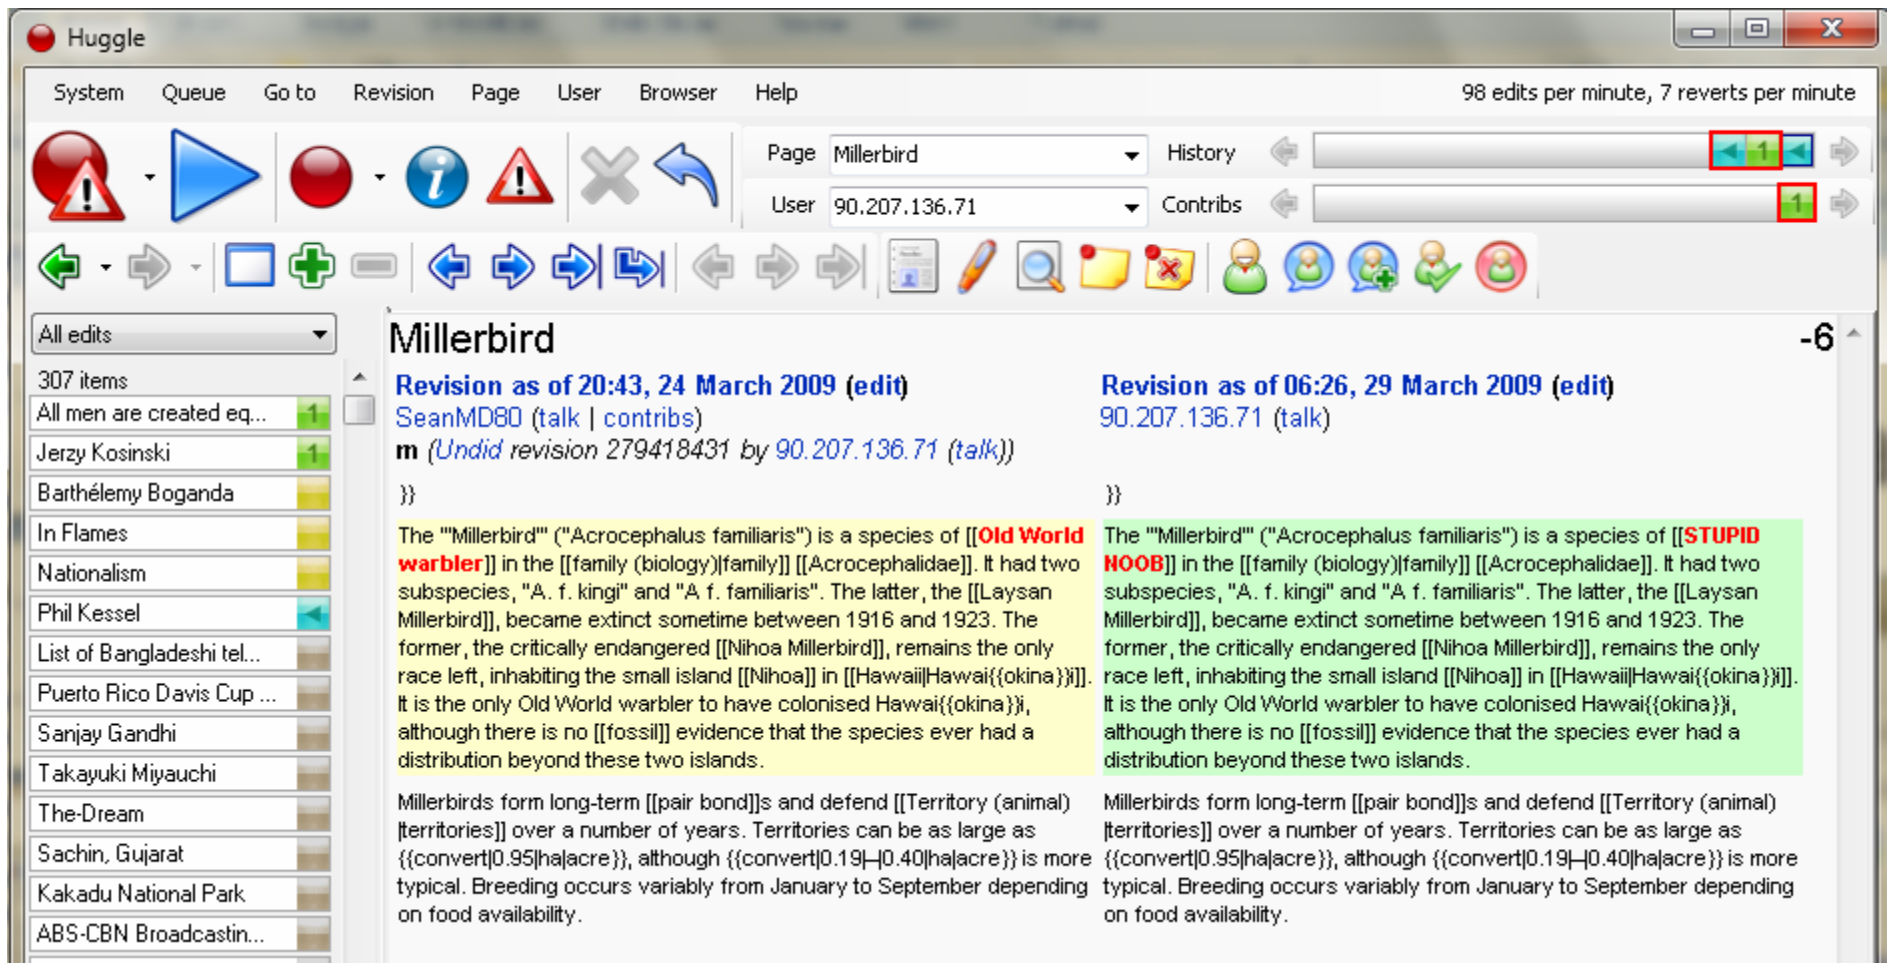 Huggle
System Queue Go to Revision Page User Browser Help 98 edits per minute, 7 reverts per minute
Page Millerbird History 1
User 90.207.136.71 Contribs 1
All edits
307 items
All men are created eq... 1
Jerzy Kosinski 1
Barthélemy Boganda
In Flames
Nationalism
Phil Kessel
List of Bangladeshi tel...
Puerto Rico Davis Cup ...
Sanjay Gandhi
Takayuki Miyauchi
The-Dream
Sachin, Gujarat
Kakadu National Park
ABS-CBN Broadcastin...
Millerbird -6
Revision as of 20:43, 24 March 2009 (edit)
SeanMD80 (talk | contribs)
m (Undid revision 279418431 by 90.207.136.71 (talk))
}}
The '''Millerbird''' (''Acrocephalus familiaris'') is a species of [[Old World
warbler]] in the [[family (biology)|family]] [[Acrocephalidae]]. It had two
subspecies, ''A. f. kingi'' and ''A f. familiaris''. The latter, the [[Laysan
Millerbird]], became extinct sometime between 1916 and 1923. The
former, the critically endangered [[Nihoa Millerbird]], remains the only
race left, inhabiting the small island [[Nihoa]] in [[Hawaii|Hawai{{okina}}i]].
It is the only Old World warbler to have colonised Hawai{{okina}}i,
although there is no [[fossil]] evidence that the species ever had a
distribution beyond these two islands.
Millerbirds form long-term [[pair bond]]s and defend [[Territory (animal)
|territories]] over a number of years. Territories can be as large as
{{convert|0.95|ha|acre}}, although {{convert|0.19|–|0.40|ha|acre}} is more
typical. Breeding occurs variably from January to September depending
on food availability.
Revision as of 06:26, 29 March 2009 (edit)
90.207.136.71 (talk)
}}
The '''Millerbird''' (''Acrocephalus familiaris'') is a species of [[STUPID
NOOB]] in the [[family (biology)|family]] [[Acrocephalidae]]. It had two
subspecies, ''A. f. kingi'' and ''A f. familiaris''. The latter, the [[Laysan
Millerbird]], became extinct sometime between 1916 and 1923. The
former, the critically endangered [[Nihoa Millerbird]], remains the only
race left, inhabiting the small island [[Nihoa]] in [[Hawaii|Hawai{{okina}}i]].
It is the only Old World warbler to have colonised Hawai{{okina}}i,
although there is no [[fossil]] evidence that the species ever had a
distribution beyond these two islands.
Millerbirds form long-term [[pair bond]]s and defend [[Territory (animal)
|territories]] over a number of years. Territories can be as large as
{{convert|0.95|ha|acre}}, although {{convert|0.19|–|0.40|ha|acre}} is more
typical. Breeding occurs variably from January to September depending
on food availability.